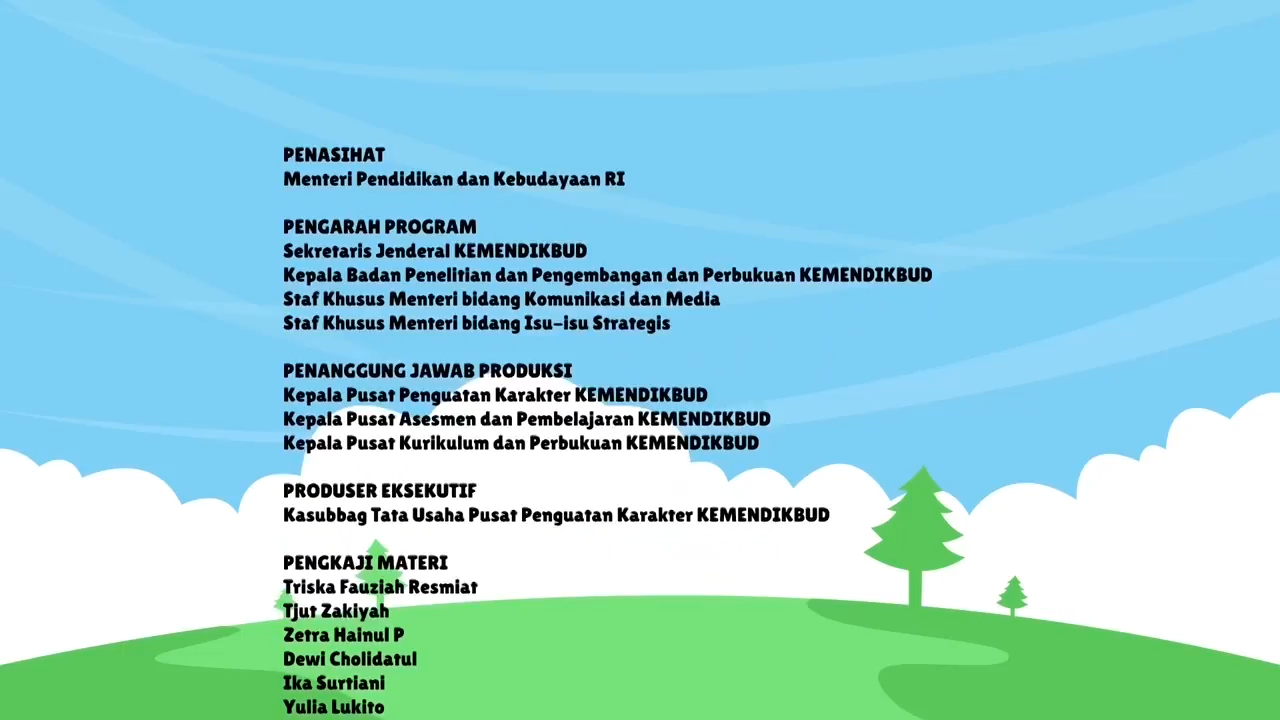 PENASIHAT
Menteri Pendidikan dan Kebudayaan RI
PENGARAH PROGRAM
Sekretaris Jenderal KEMENDIKBUD
Kepala Badan Penelitian dan Pengembangan dan Perbukuan KEMENDIKBUD
Staf Khusus Menteri bidang Komunikasi dan Media
Staf Khusus Menteri bidang Isu-isu Strategis
PENANGGUNG JAWAB PRODUKSI
Kepala Pusat Penguatan Karakter KEMENDIKBUD
Kepala Pusat Asesmen dan Pembelajaran KEMENDIKBUD
Kepala Pusat Kurikulum dan Perbukuan KEMENDIKBUD
PRODUSER EKSEKUTIF
Kasubbag Tata Usaha Pusat Penguatan Karakter KEMENDIKBUD
PENGKAJI MATERI
Triska Fauziah Resmiat
Tjut Zakiyah
Zetra Hainul P
Dewi Cholidatul
Ika Surtiani
Yulia Lukito